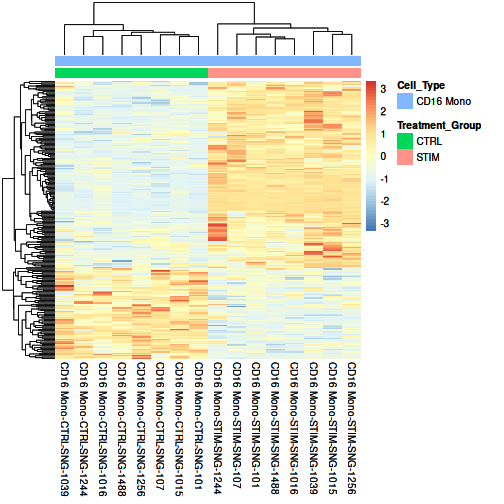 Cell_Type
CD16 Mono
Treatment_Group
CTRL
STIM
3
2
1
0
-1
-2
-3
CD16 Mono-CTRL-SNG-1039
CD16 Mono-CTRL-SNG-1244
CD16 Mono-CTRL-SNG-1016
CD16 Mono-CTRL-SNG-1488
CD16 Mono-CTRL-SNG-1256
CD16 Mono-CTRL-SNG-107
CD16 Mono-CTRL-SNG-1015
CD16 Mono-CTRL-SNG-101
CD16 Mono-STIM-SNG-1244
CD16 Mono-STIM-SNG-107
CD16 Mono-STIM-SNG-101
CD16 Mono-STIM-SNG-1488
CD16 Mono-STIM-SNG-1016
CD16 Mono-STIM-SNG-1039
CD16 Mono-STIM-SNG-1015
CD16 Mono-STIM-SNG-1256